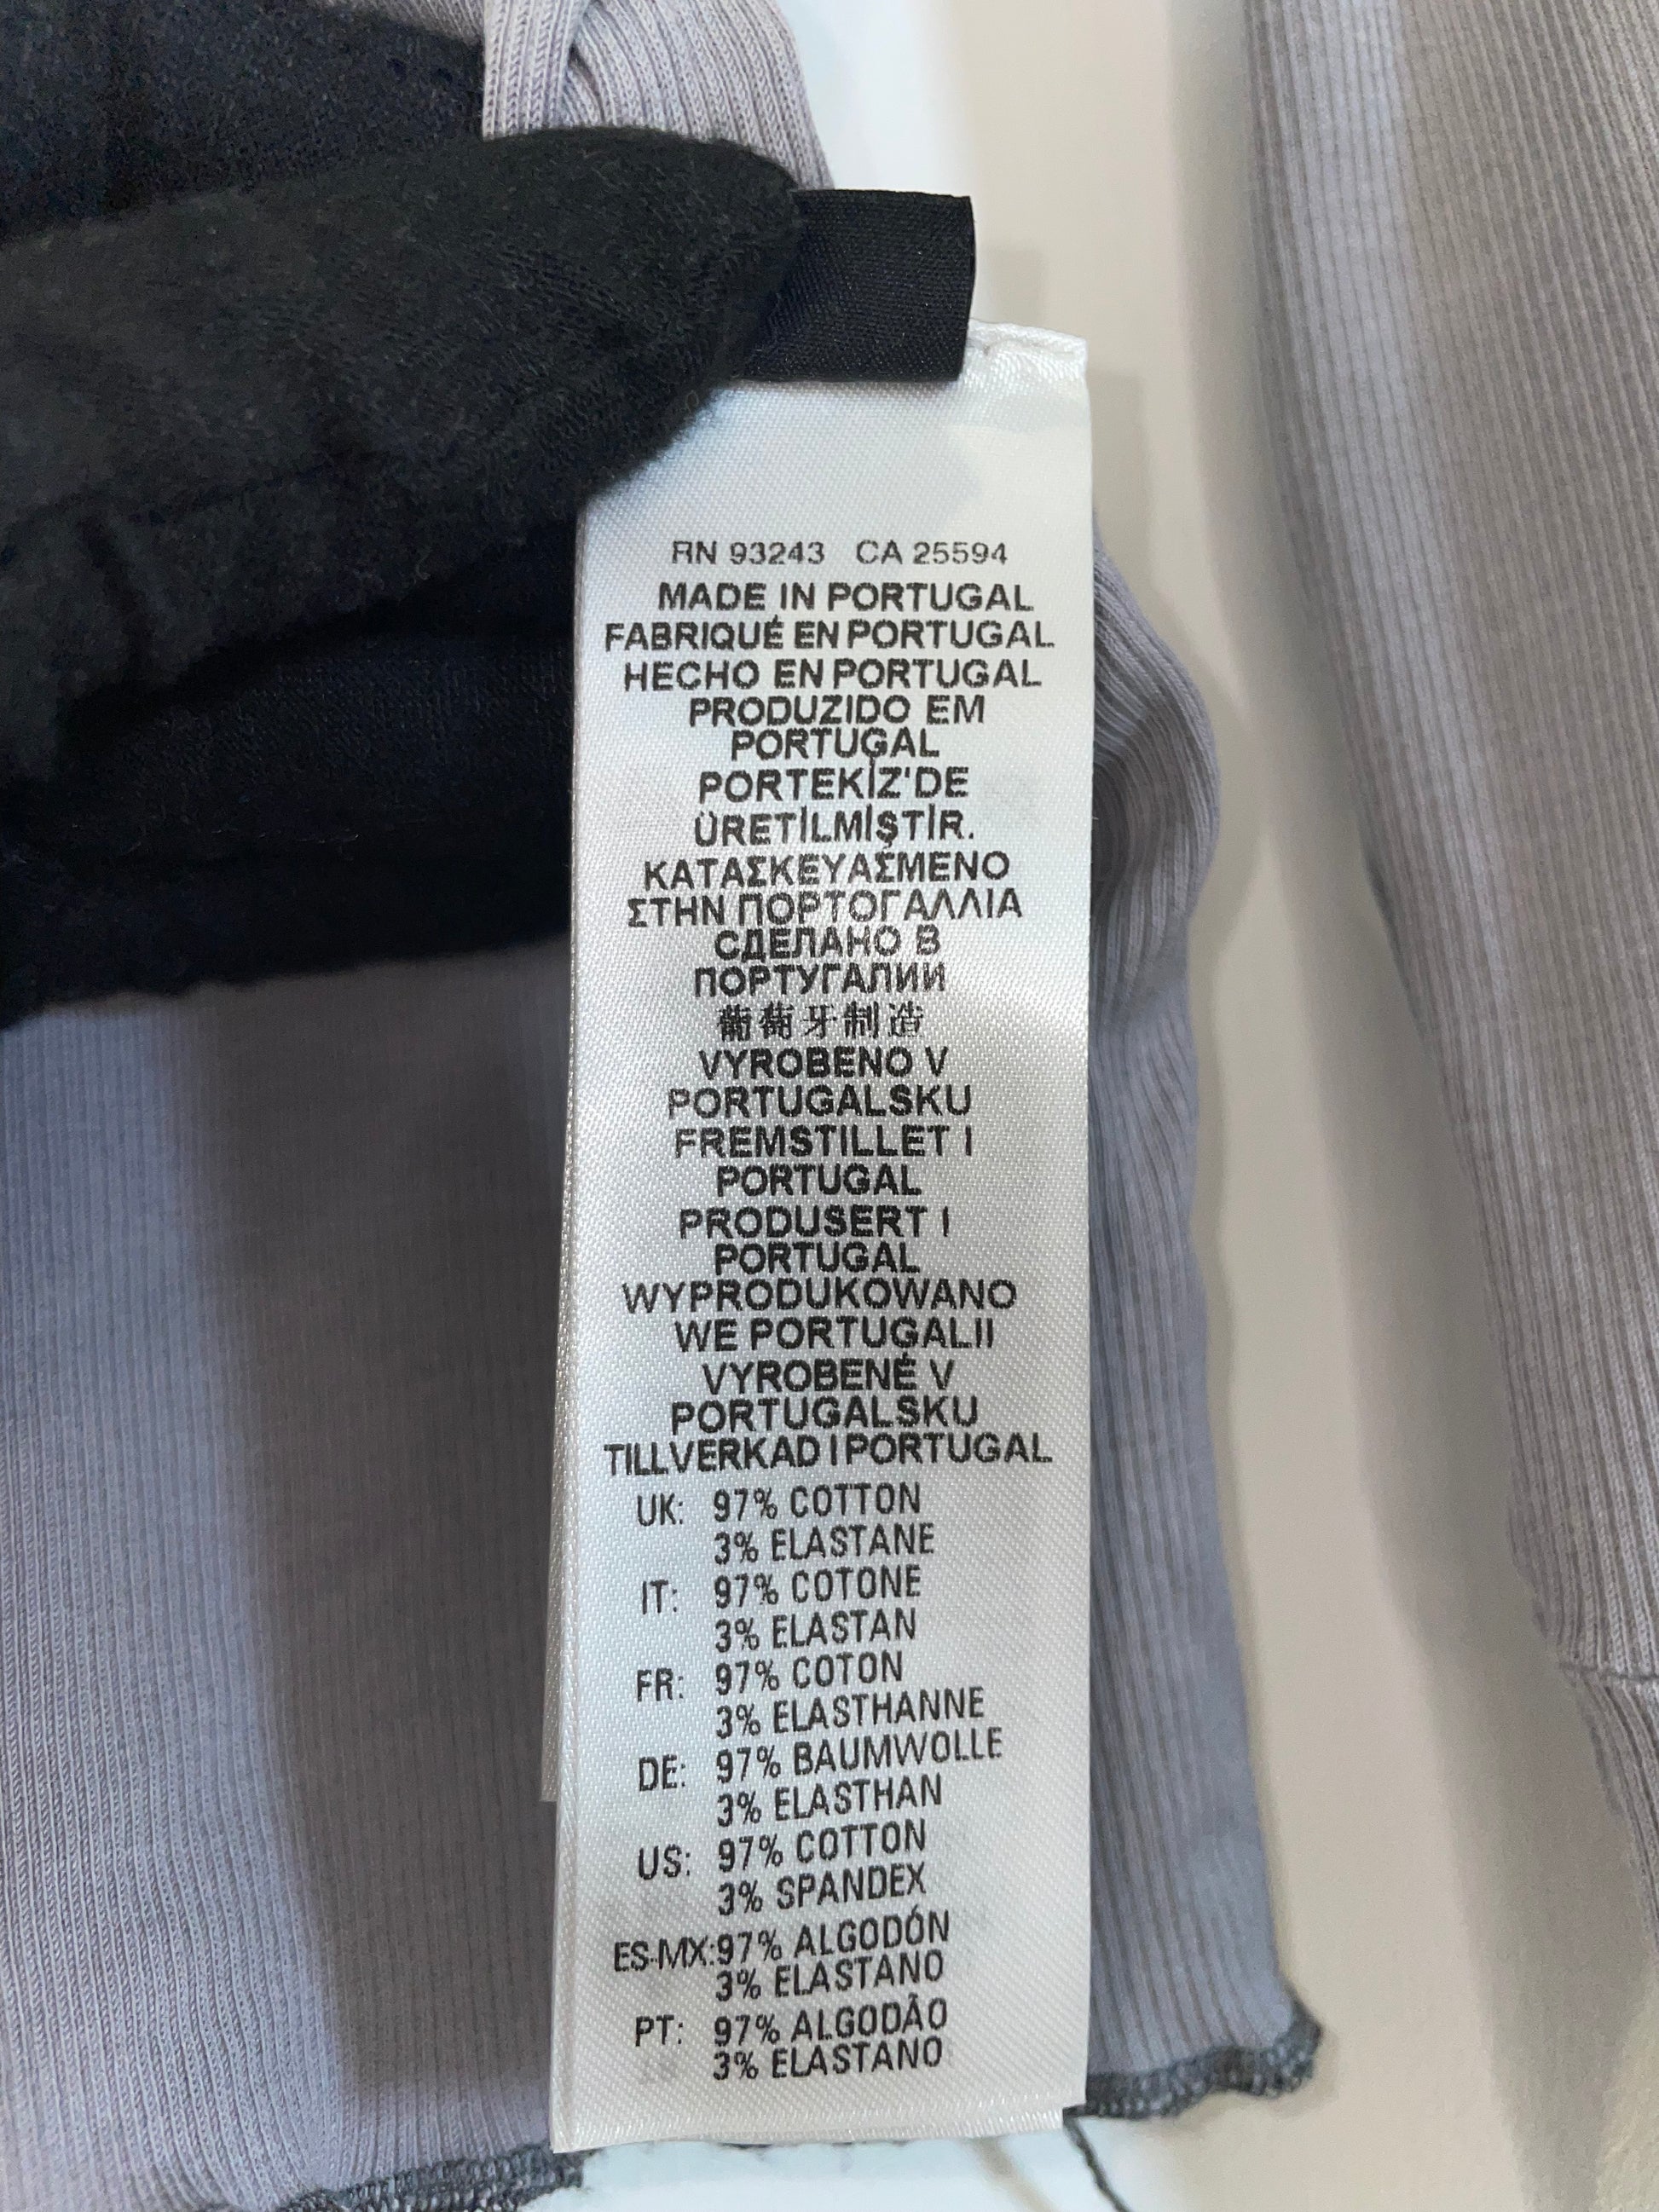 RN 93243 CA 25594
MADE IN PORTUGAL
FABRIQUÉ EN PORTUGAL
HECHO EN PORTUGAL
PRODUZIDO EM
PORTUGAL
PORTEKİZ'DE
ÜRETİLMİŞTİR.
ΚΑΤΑΣΚΕΥΑΣΜΕΝΟ
ΣΤΗΝ ΠΟΡΤΟΓΑΛΛΙΑ
СДЕЛАНО В
ПОРТУГАЛИИ
葡萄牙制造
VYROBENO V
PORTUGALSKU
FREMSTILLET I
PORTUGAL
PRODUSERT I
PORTUGAL
WYPRODUKOWANO
WE PORTUGALII
VYROBENÉ V
PORTUGALSKU
TILLVERKAD I PORTUGAL
UK: 97% COTTON
3% ELASTANE
IT: 97% COTONE
3% ELASTAN
FR: 97% COTON
3% ELASTHANNE
DE: 97% BAUMWOLLE
3% ELASTHAN
US: 97% COTTON
3% SPANDEX
ES-MX: 97% ALGODÓN
3% ELASTANO
PT: 97% ALGODÃO
3% ELASTANO